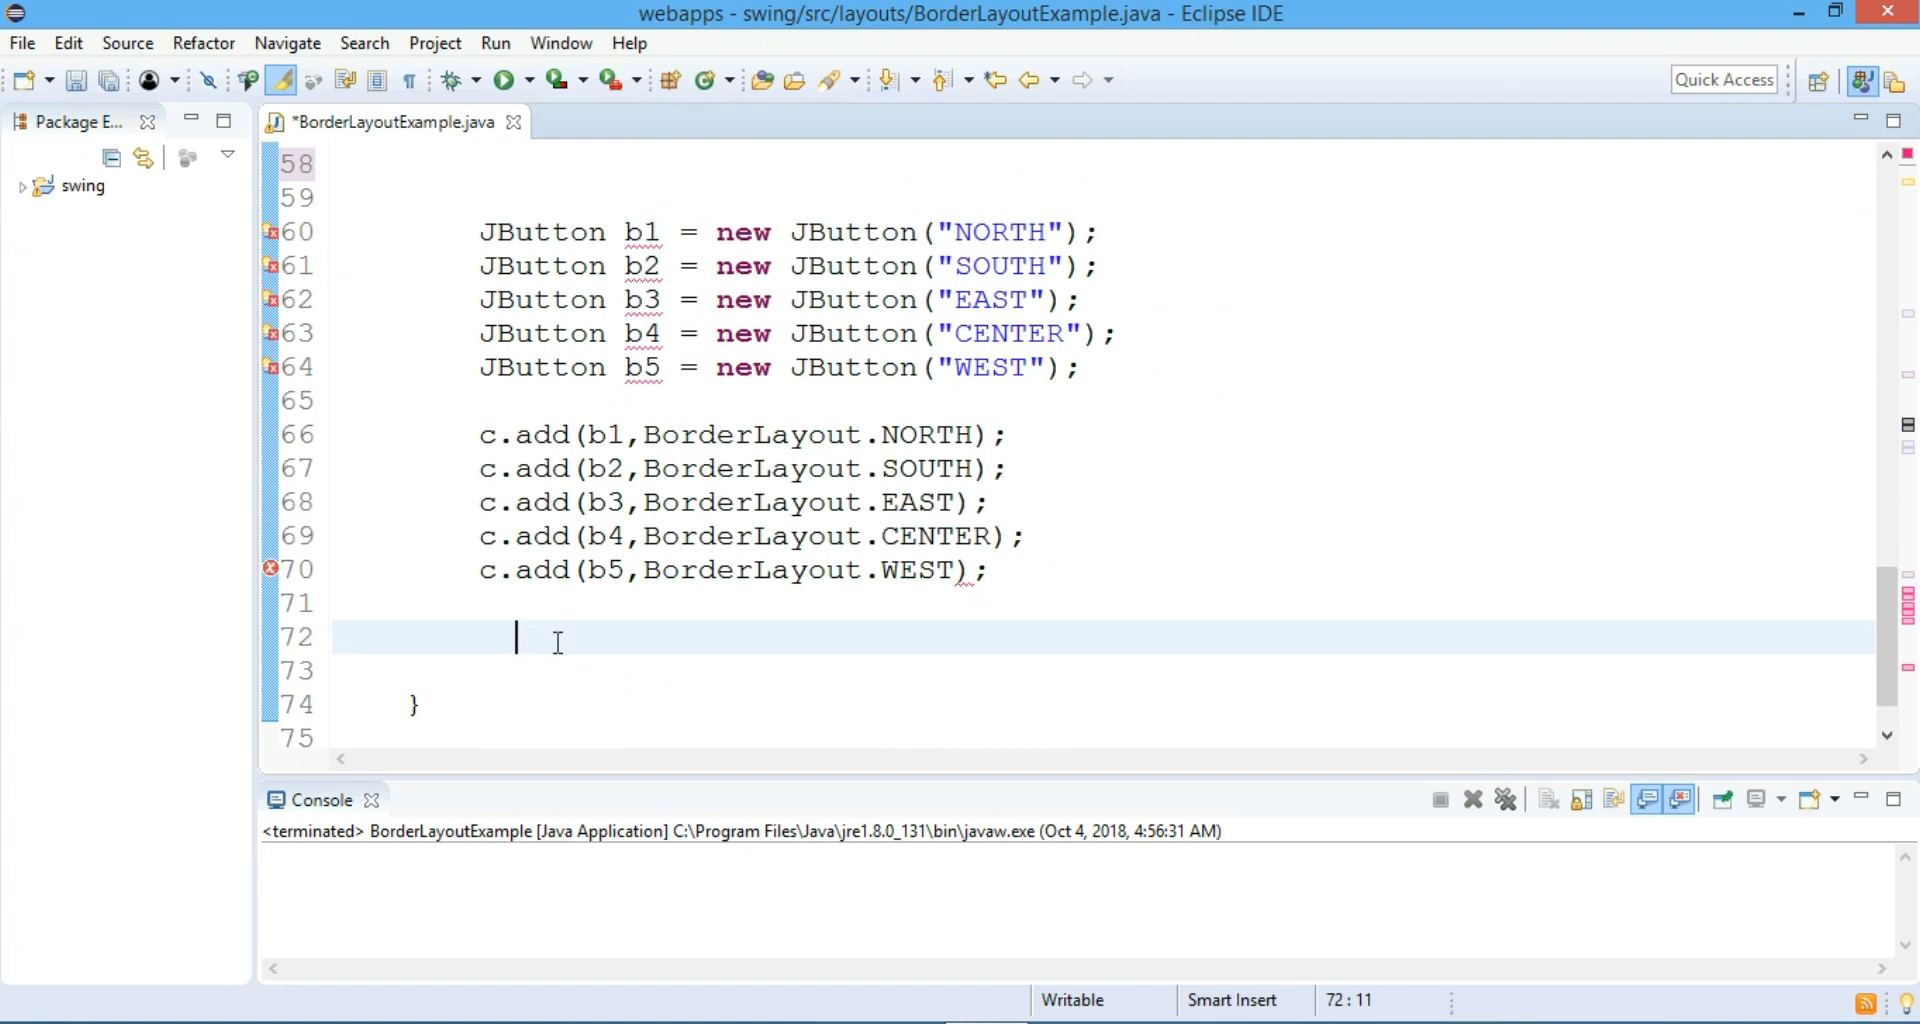 webapps - swing/src/layouts/BorderLayoutExample.java - Eclipse IDE
File Edit Source Refactor Navigate Search Project Run Window Help
Quick Access
Package E...
*BorderLayoutExample.java
swing
58
59
60 JButton b1 = new JButton("NORTH");
61 JButton b2 = new JButton("SOUTH");
62 JButton b3 = new JButton("EAST");
63 JButton b4 = new JButton("CENTER");
64 JButton b5 = new JButton("WEST");
65
66 c.add(b1,BorderLayout.NORTH);
67 c.add(b2,BorderLayout.SOUTH);
68 c.add(b3,BorderLayout.EAST);
69 c.add(b4,BorderLayout.CENTER);
70 c.add(b5,BorderLayout.WEST);
71
72
73
74 }
75
Console
<terminated> BorderLayoutExample [Java Application] C:\Program Files\Java\jre1.8.0_131\bin\javaw.exe (Oct 4, 2018, 4:56:31 AM)
Writable Smart Insert 72 : 11